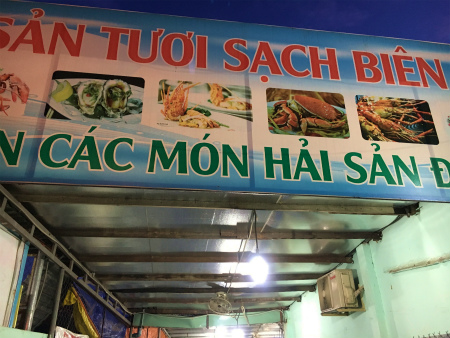 SẢN TƯƠI SẠCH BIÊN
N CÁC MÓN HẢI SẢN Đ